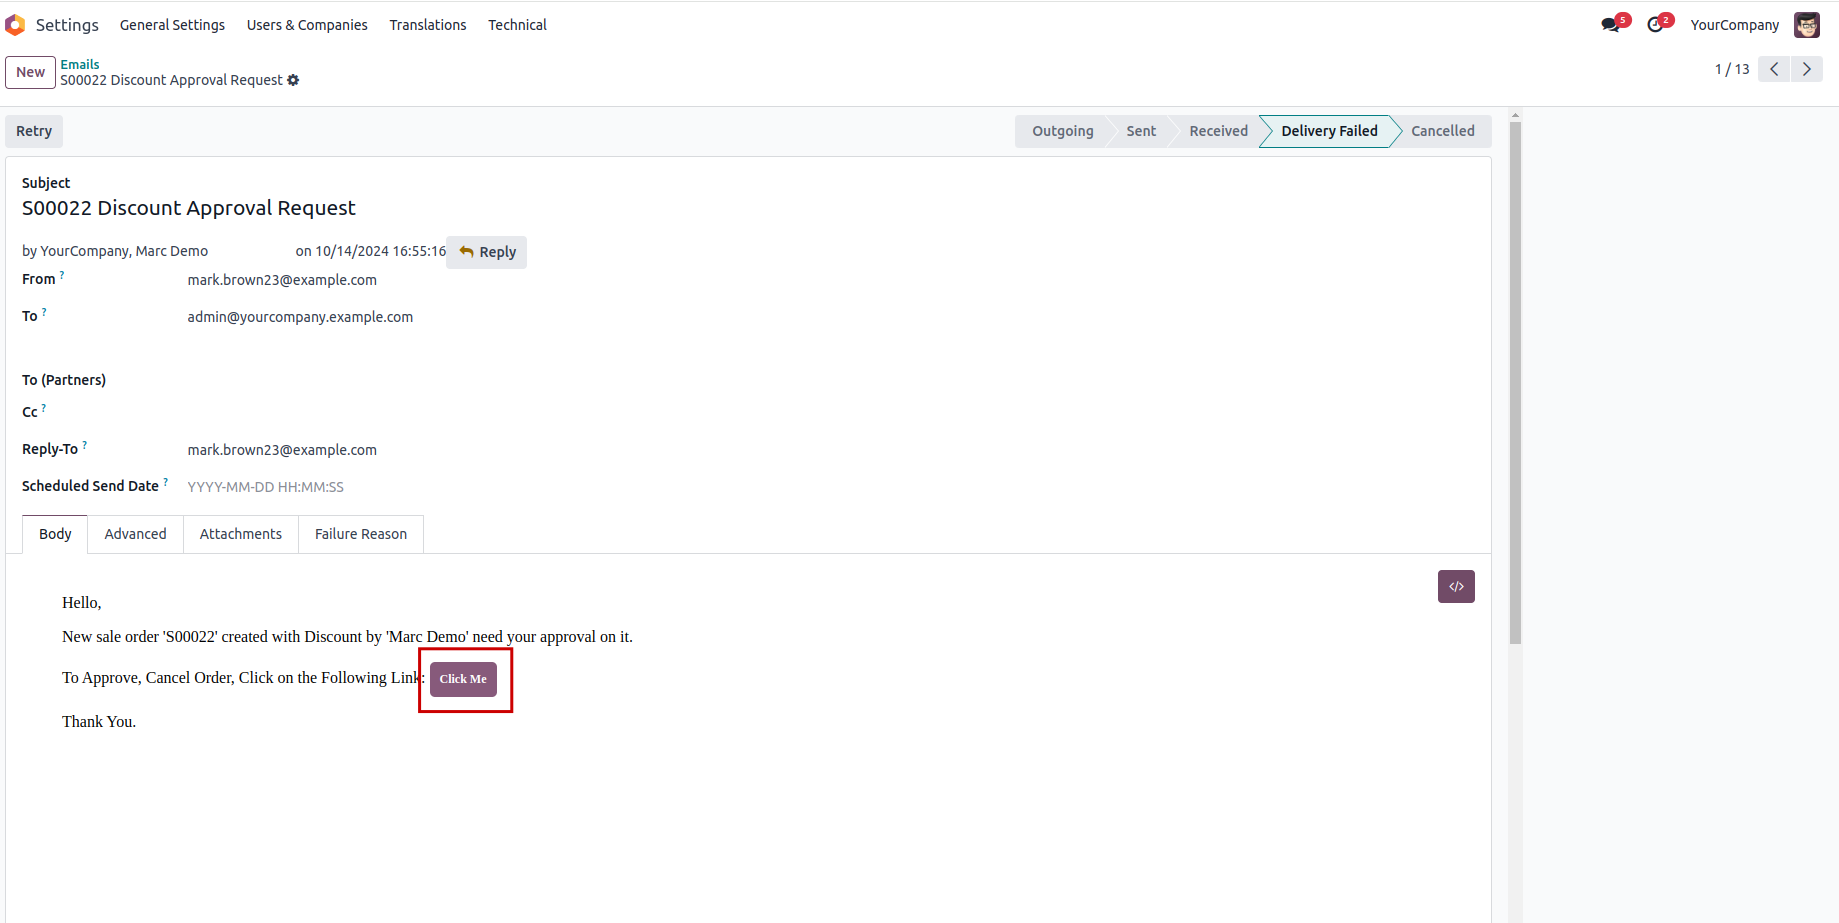 Settings General Settings Users & Companies Translations Technical 5 2 YourCompany
New Emails
S00022 Discount Approval Request 1 / 13
Retry Outgoing Sent Received Delivery Failed Cancelled
Subject
S00022 Discount Approval Request
by YourCompany, Marc Demo on 10/14/2024 16:55:16 Reply
From ? mark.brown23@example.com
To ? admin@yourcompany.example.com
To (Partners)
Cc ?
Reply-To ? mark.brown23@example.com
Scheduled Send Date ? YYYY-MM-DD HH:MM:SS
Body Advanced Attachments Failure Reason
</>
Hello,
New sale order 'S00022' created with Discount by 'Marc Demo' need your approval on it.
To Approve, Cancel Order, Click on the Following Link: Click Me
Thank You.